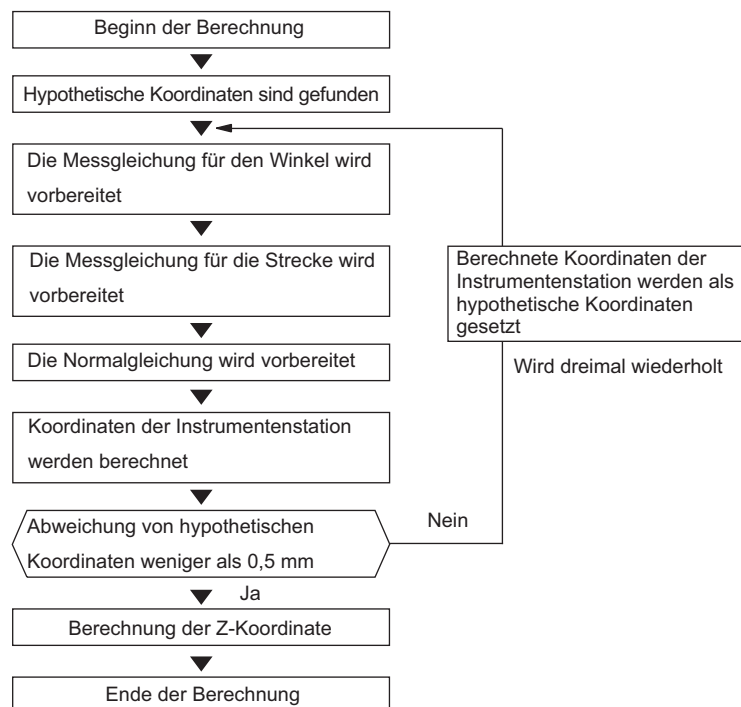 Beginn der Berechnung
Hypothetische Koordinaten sind gefunden
Die Messgleichung für den Winkel wird
vorbereitet
Die Messgleichung für die Strecke wird
vorbereitet
Die Normalgleichung wird vorbereitet
Koordinaten der Instrumentenstation
werden berechnet
Abweichung von hypothetischen
Koordinaten weniger als 0,5 mm
Nein
Berechnete Koordinaten der
Instrumentenstation werden als
hypothetische Koordinaten
gesetzt
Wird dreimal wiederholt
Ja
Berechnung der Z-Koordinate
Ende der Berechnung